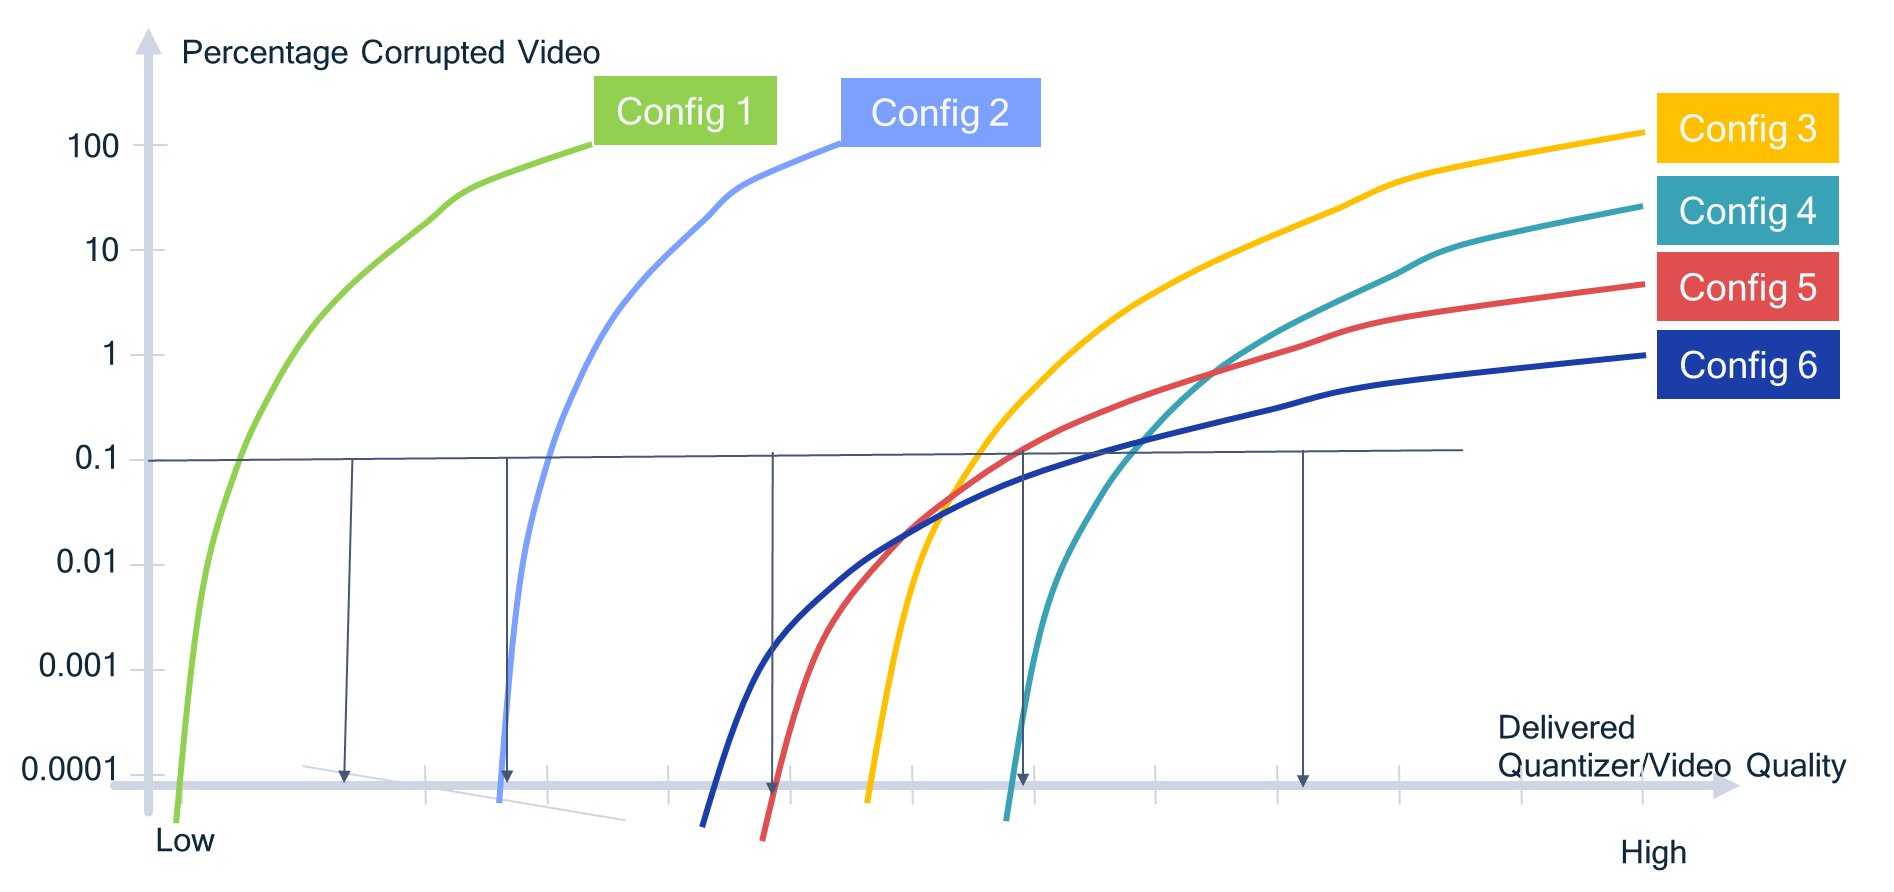 Percentage Corrupted Video
Config 1
Config 2
Config 3
Config 4
Config 5
Config 6
100
10
1
0.1
0.01
0.001
0.0001
Delivered
Quantizer/Video Quality
Low
High